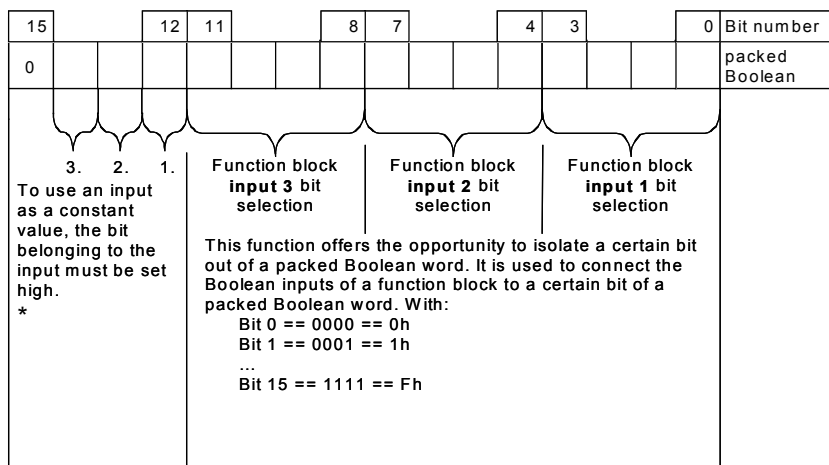 15 12 11 8 7 4 3 0 Bit number
0 packed
Boolean
3. 2. 1.
To use an input
as a constant
value, the bit
belonging to the
input must be set
high.
*
Function block
input 3 bit
selection
Function block
input 2 bit
selection
Function block
input 1 bit
selection
This function offers the opportunity to isolate a certain bit
out of a packed Boolean word. It is used to connect the
Boolean inputs of a function block to a certain bit of a
packed Boolean word. With:
Bit 0 == 0000 == 0h
Bit 1 == 0001 == 1h
...
Bit 15 == 1111 == Fh